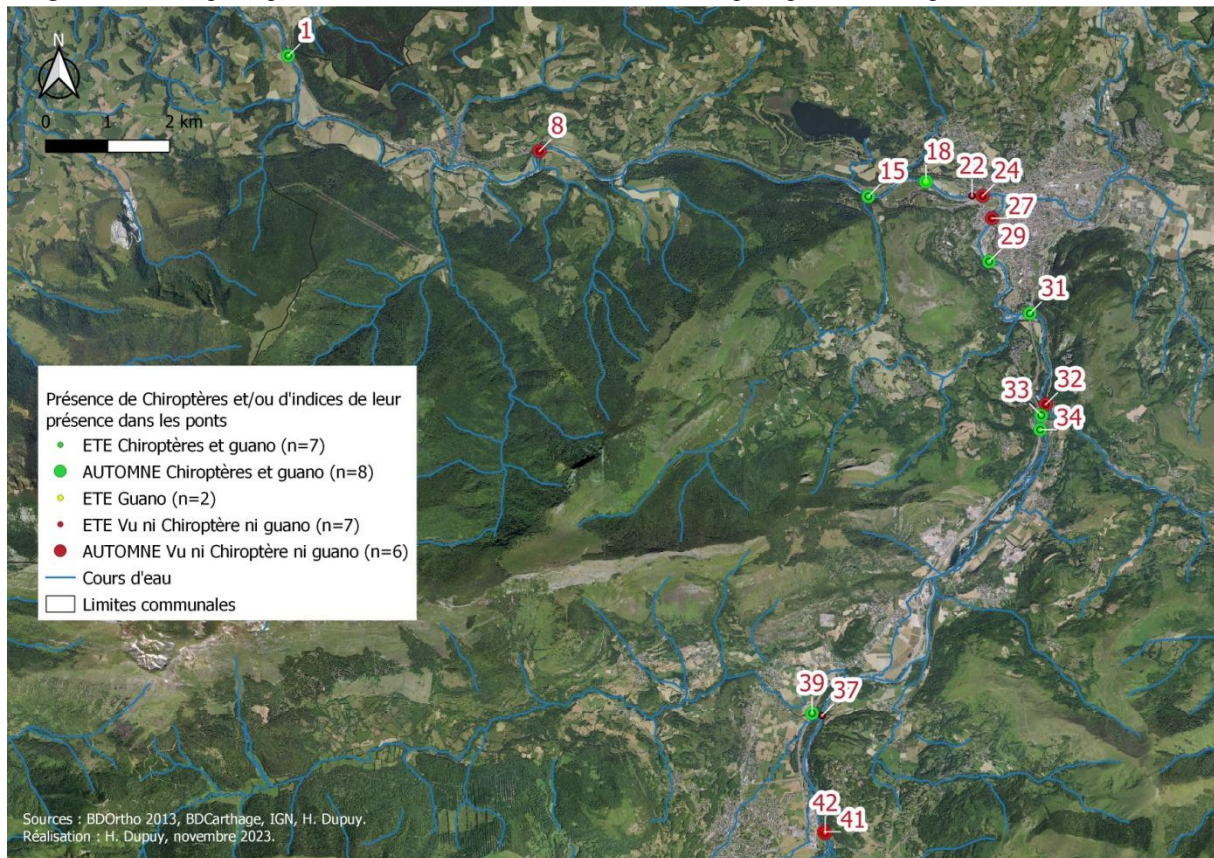 N
0 1 2 km
1
8
15
18
22
24
27
29
31
32
33
34
Présence de Chiroptères et/ou d'indices de leur
présence dans les ponts
ETE Chiroptères et guano (n=7)
AUTOMNE Chiroptères et guano (n=8)
ETE Guano (n=2)
ETE Vu ni Chiroptère ni guano (n=7)
AUTOMNE Vu ni Chiroptère ni guano (n=6)
Cours d'eau
Limites communales
39
37
42
41
Sources : BDOrtho 2013, BDCarthage, IGN, H. Dupuy.
Réalisation : H. Dupuy, novembre 2023.